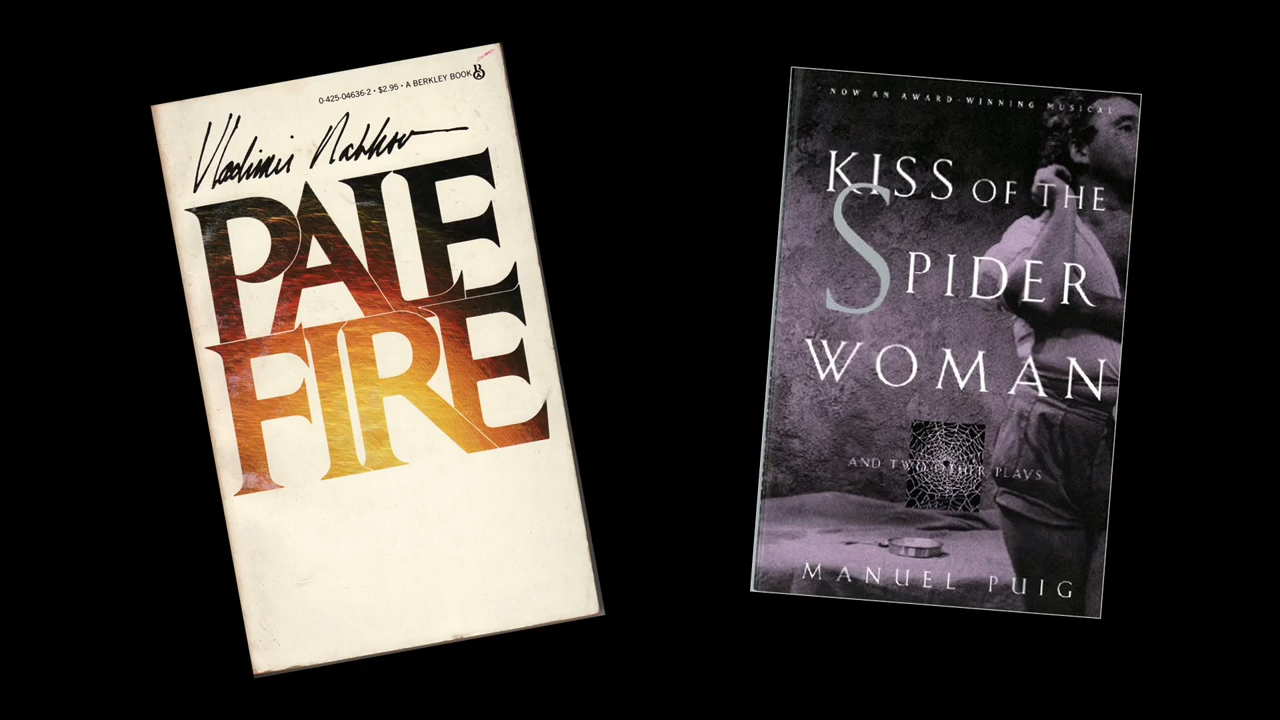 0-425-04636-2 • $2.95 • A BERKLEY BOOK
Vladimir Nabokov
PALE
FIRE
NOW AN AWARD-WINNING MUSICAL
KISS OF THE
SPIDER
WOMAN
AND TWO OTHER PLAYS
MANUEL PUIG